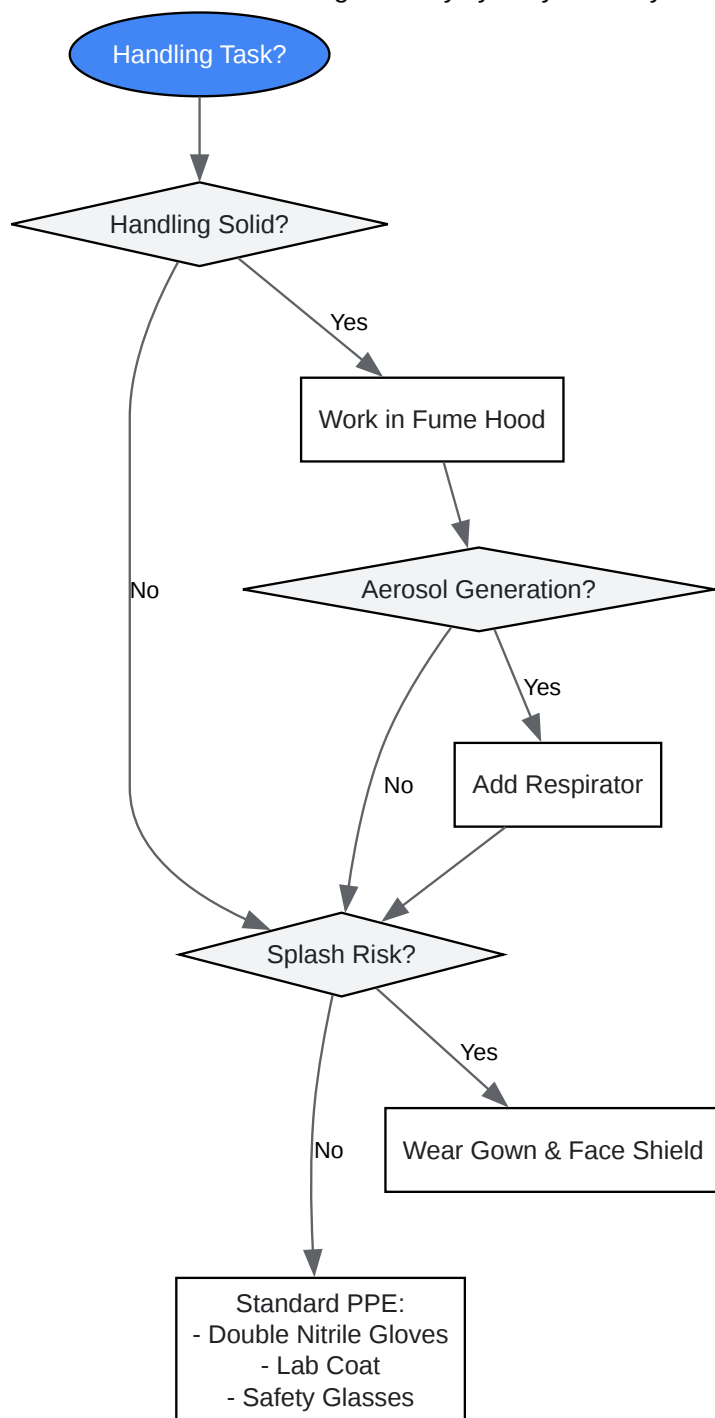 Handling Task?
Handling Solid?
Yes
Work in Fume Hood
No
Aerosol Generation?
Yes
No
Add Respirator
Splash Risk?
Yes
No
Wear Gown & Face Shield
Standard PPE:
- Double Nitrile Gloves
- Lab Coat
- Safety Glasses